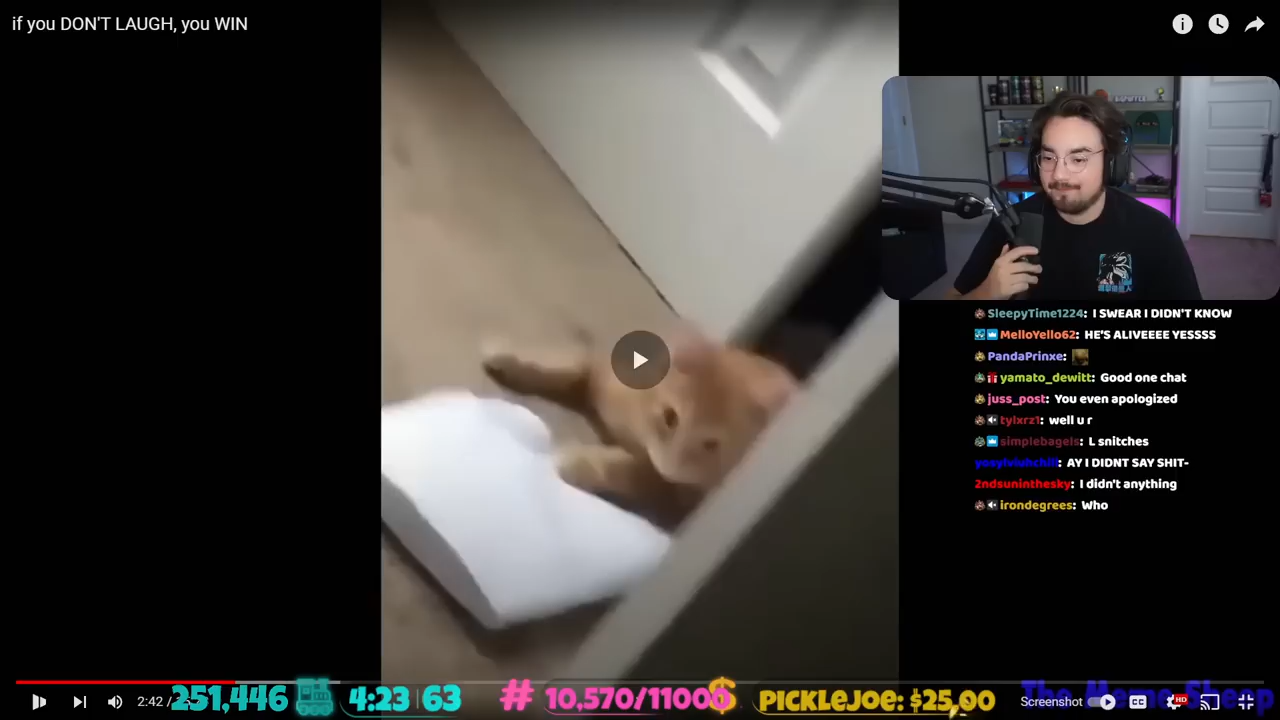 if you DON'T LAUGH, you WIN
SleepyTime1224: I SWEAR I DIDN'T KNOW
MelloYello62: HE'S ALIVEEEE YESSSS
PandaPrinxe:
yamato_dewitt: Good one chat
juss_post: You even apologized
tylxrz1: well u r
simplebagels: L snitches
AY I DIDNT SAY SHIT-
2ndsuninthesky: I didn't anything
irondegrees: Who
2:42 /
251,446
4:23 | 63
# 10,570/11000
PICKLEJOE: $25.00
Screenshot
CC
HD